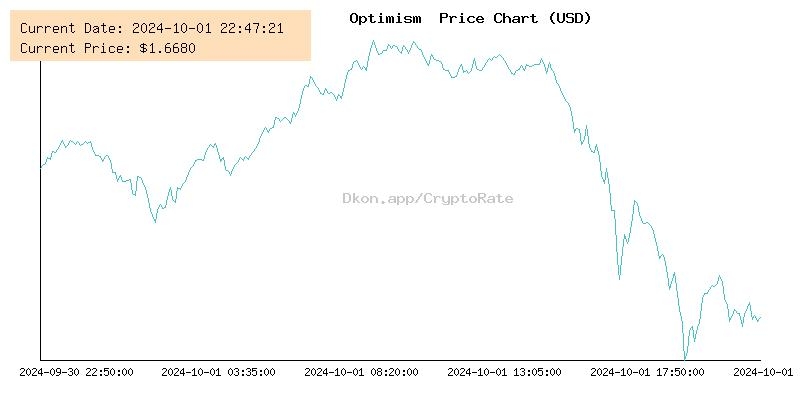 Optimism  Price Chart (USD)
Current Date: 2024-10-01 22:47:21
Current Price: $1.6680
Dkon.app/CryptoRate
2024-09-30 22:50:00 2024-10-01 03:35:00 2024-10-01 08:20:00 2024-10-01 13:05:00 2024-10-01 17:50:00 2024-10-01